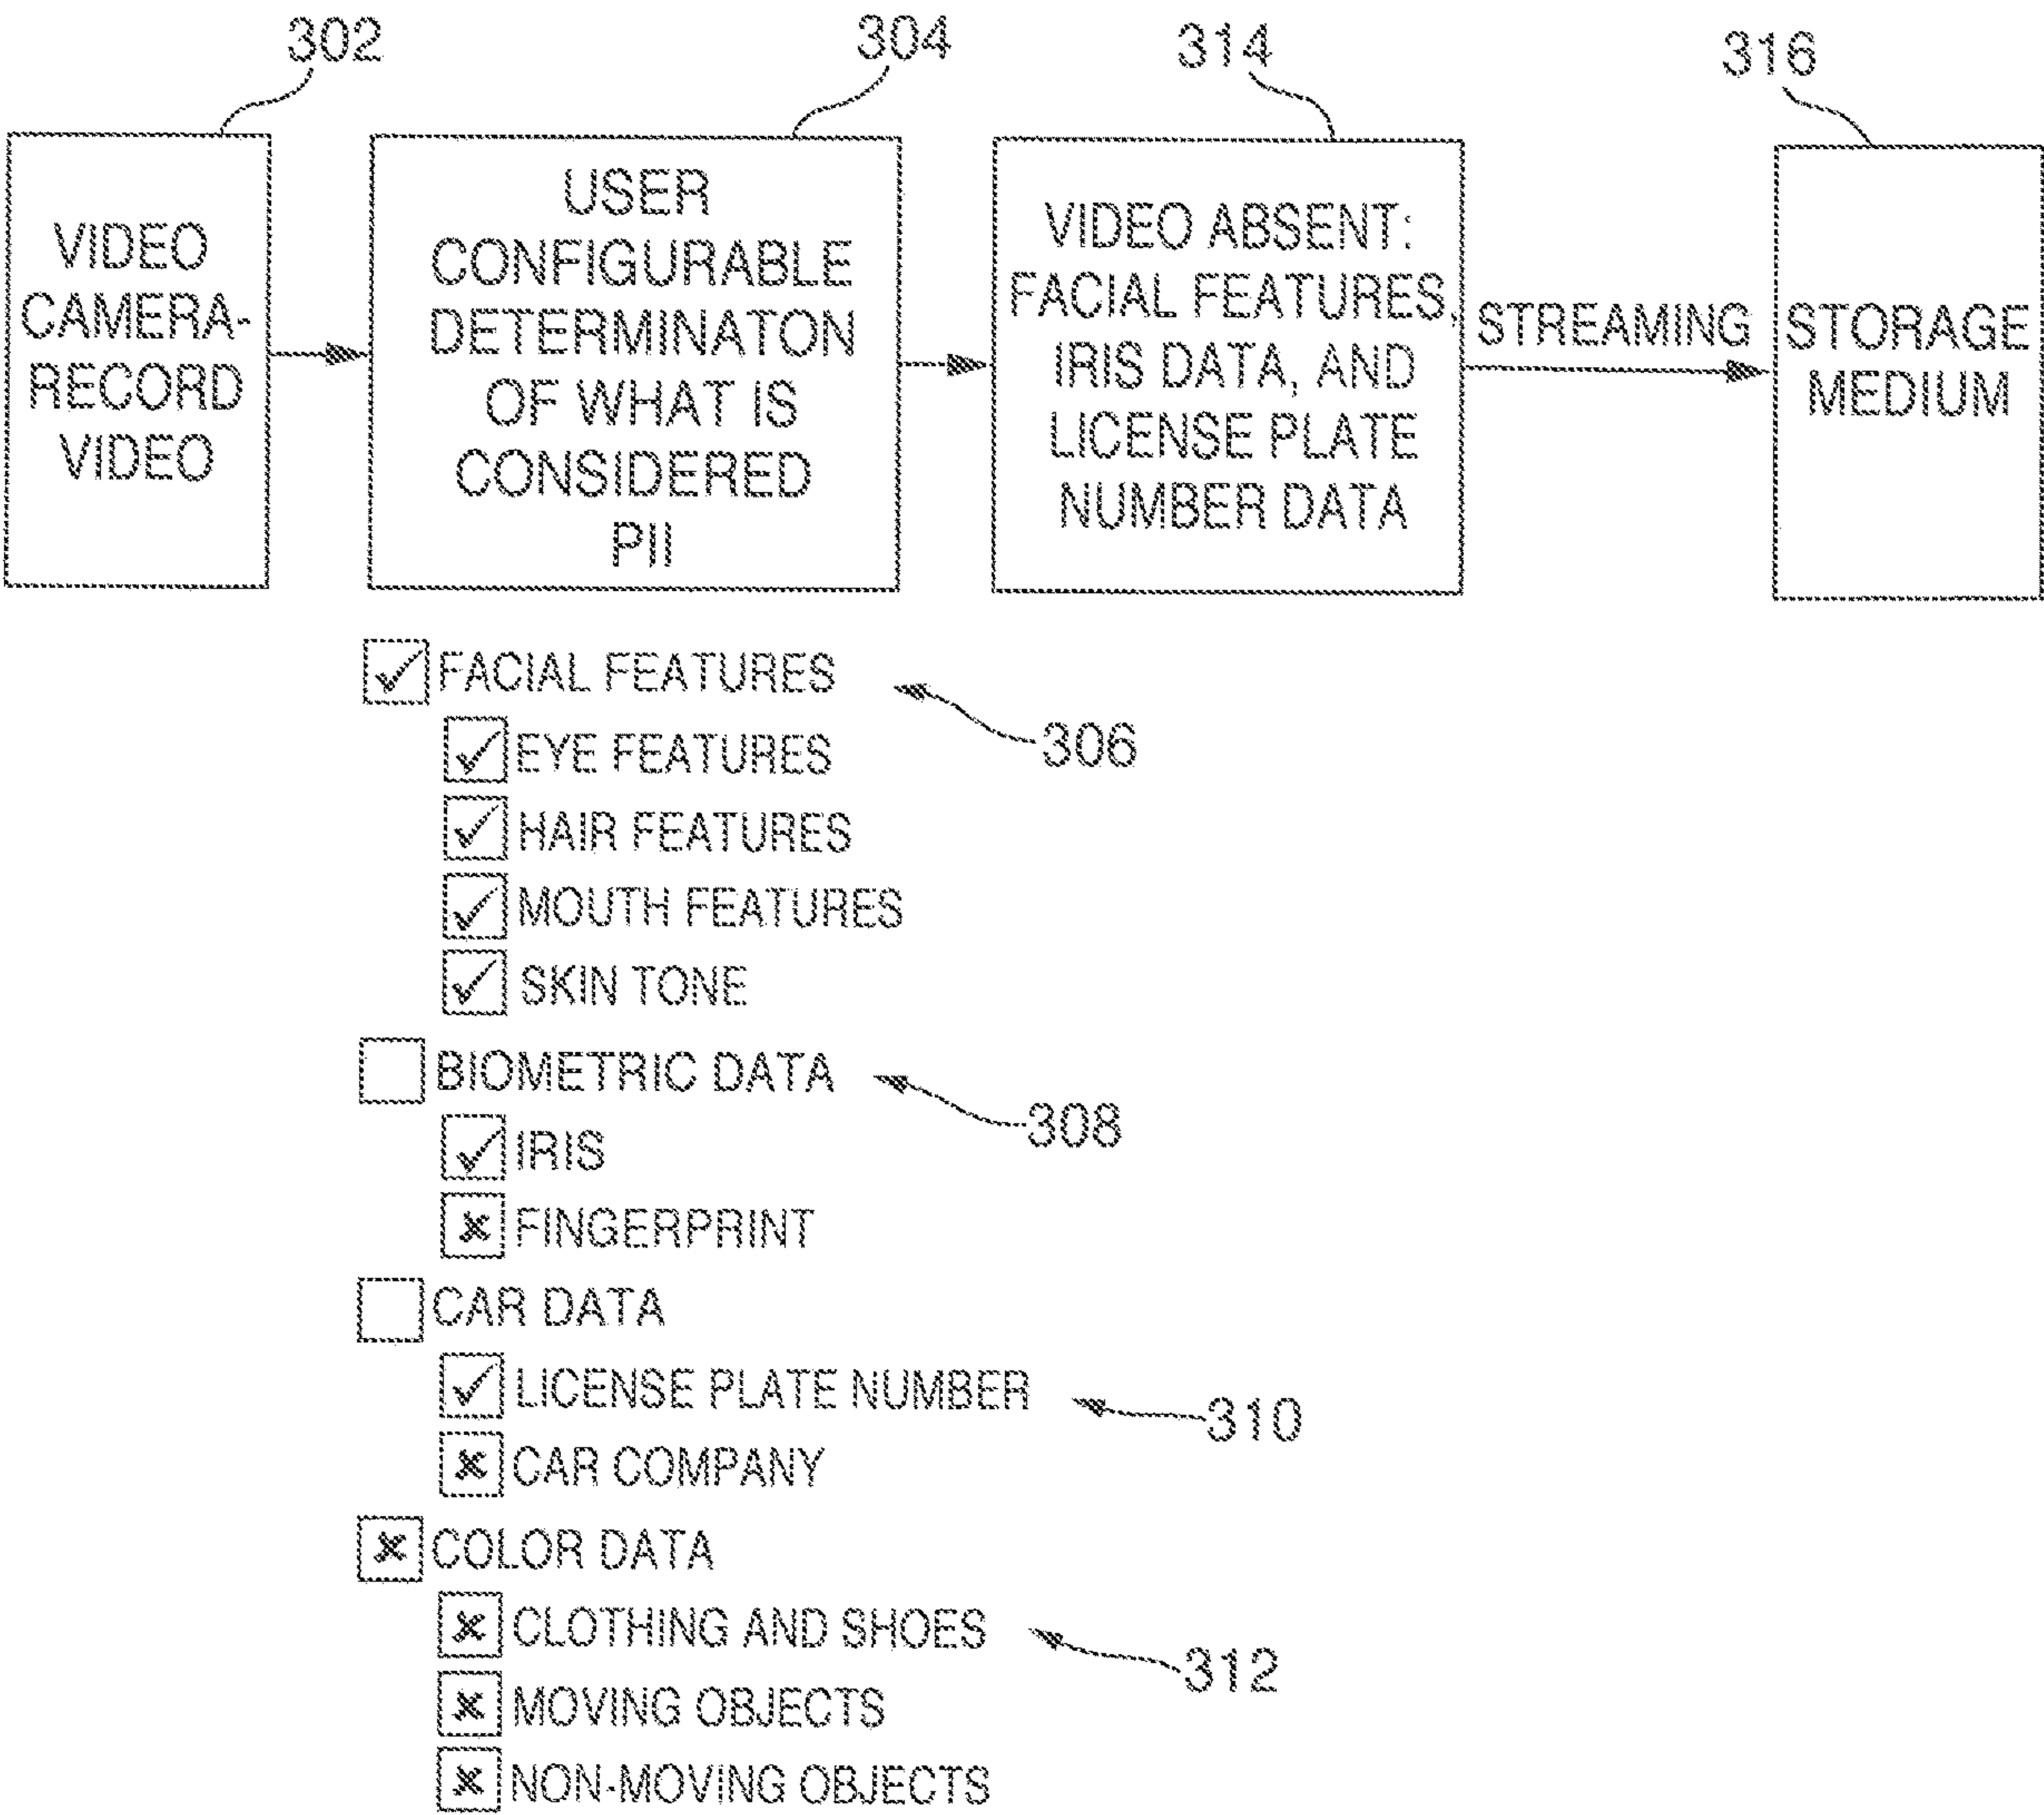 302
304
314
316
VIDEO
CAMERA-
RECORD
VIDEO
USER
CONFIGURABLE
DETERMINATON
OF WHAT IS
CONSIDERED
PII
VIDEO ABSENT:
FACIAL FEATURES,
IRIS DATA, AND
LICENSE PLATE
NUMBER DATA
STREAMING
STORAGE
MEDIUM
FACIAL FEATURES
306
EYE FEATURES
HAIR FEATURES
MOUTH FEATURES
SKIN TONE
BIOMETRIC DATA
308
IRIS
FINGERPRINT
CAR DATA
LICENSE PLATE NUMBER
310
CAR COMPANY
COLOR DATA
CLOTHING AND SHOES
312
MOVING OBJECTS
NON-MOVING OBJECTS